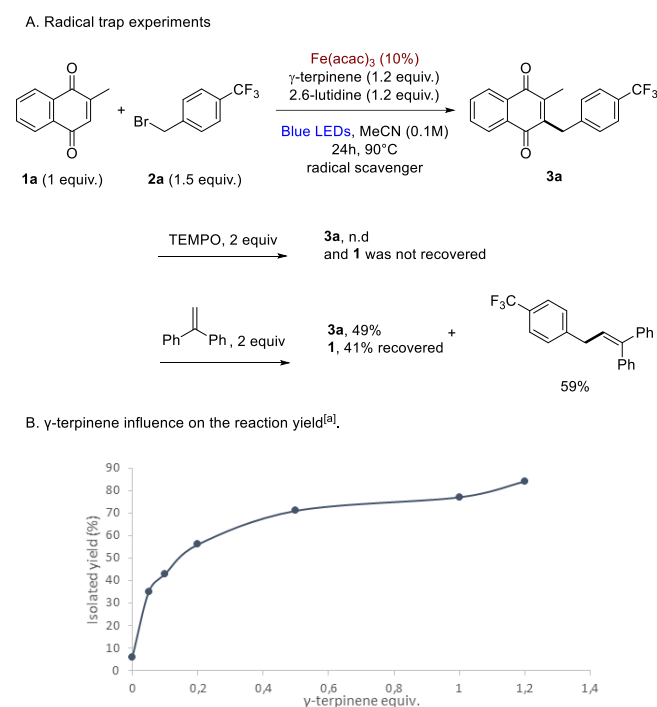 A. Radical trap experiments
O
O
Br
CF3
Fe(acac)3 (10%)
γ-terpinene (1.2 equiv.)
2.6-lutidine (1.2 equiv.)
Blue LEDs, MeCN (0.1M)
24h, 90°C
radical scavenger
O
O
CF3
+
1a (1 equiv.)
2a (1.5 equiv.)
3a
TEMPO, 2 equiv
3a, n.d
and 1 was not recovered
Ph Ph , 2 equiv
3a, 49%
1, 41% recovered
+
F3C
Ph
Ph
59%
B. γ-terpinene influence on the reaction yield[a].
Isolated yield (%)
90
80
70
60
50
40
30
20
10
0
0 0,2 0,4 0,6 0,8 1 1,2 1,4
γ-terpinene equiv.